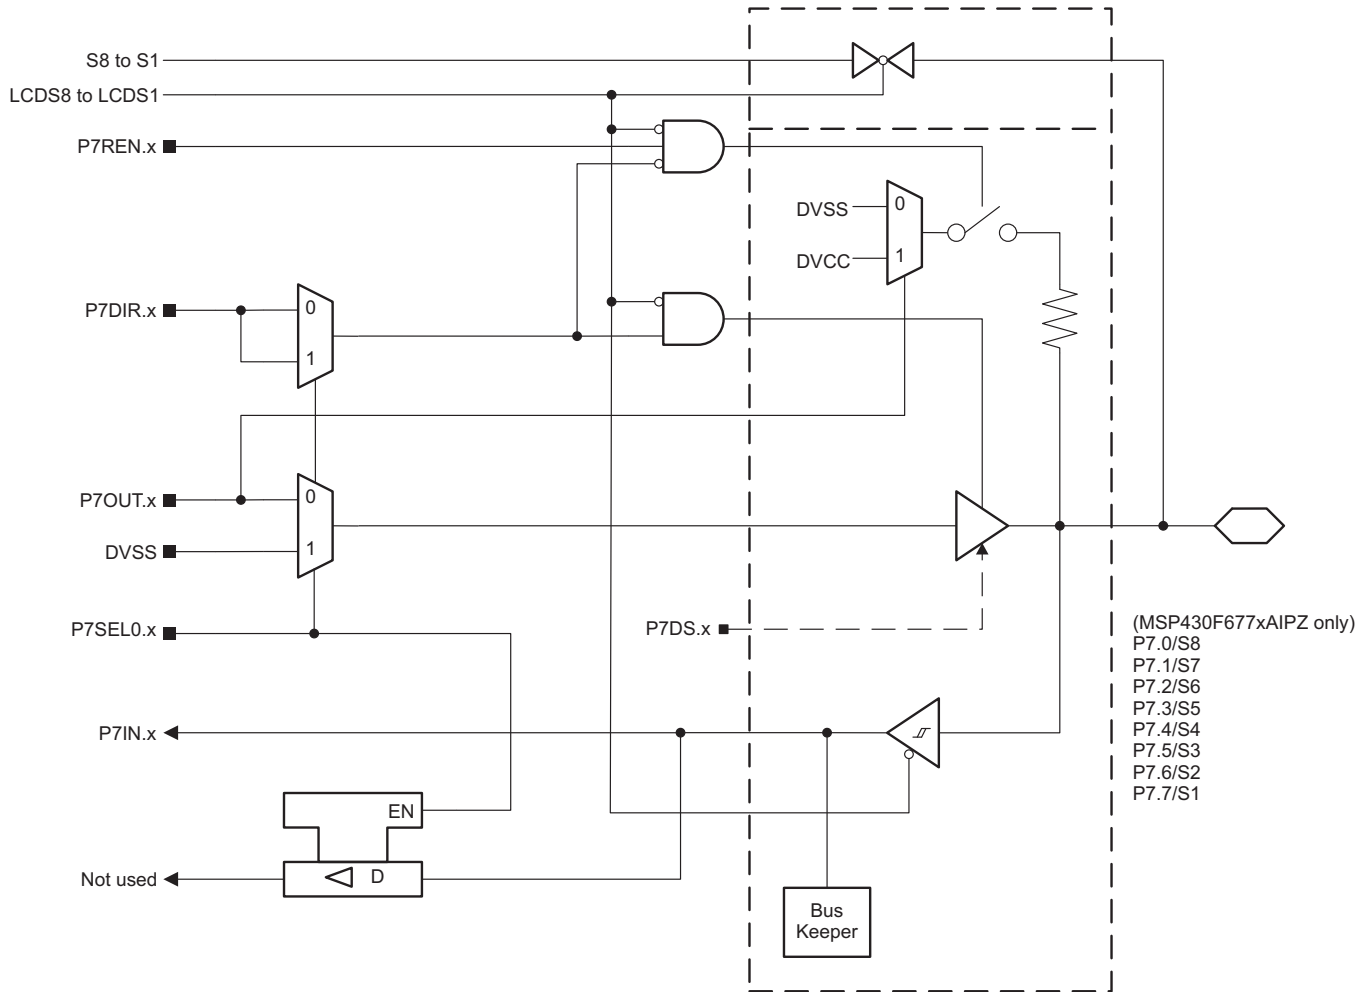 S8 to S1
LCDS8 to LCDS1
P7REN.x
DVSS
0
DVCC
1
P7DIR.x
0
1
P7OUT.x
0
DVSS
1
P7SEL0.x
P7DS.x
(MSP430F677xAIPZ only)
P7.0/S8
P7.1/S7
P7.2/S6
P7.3/S5
P7.4/S4
P7.5/S3
P7.6/S2
P7.7/S1
P7IN.x
EN
Not used
D
Bus
Keeper